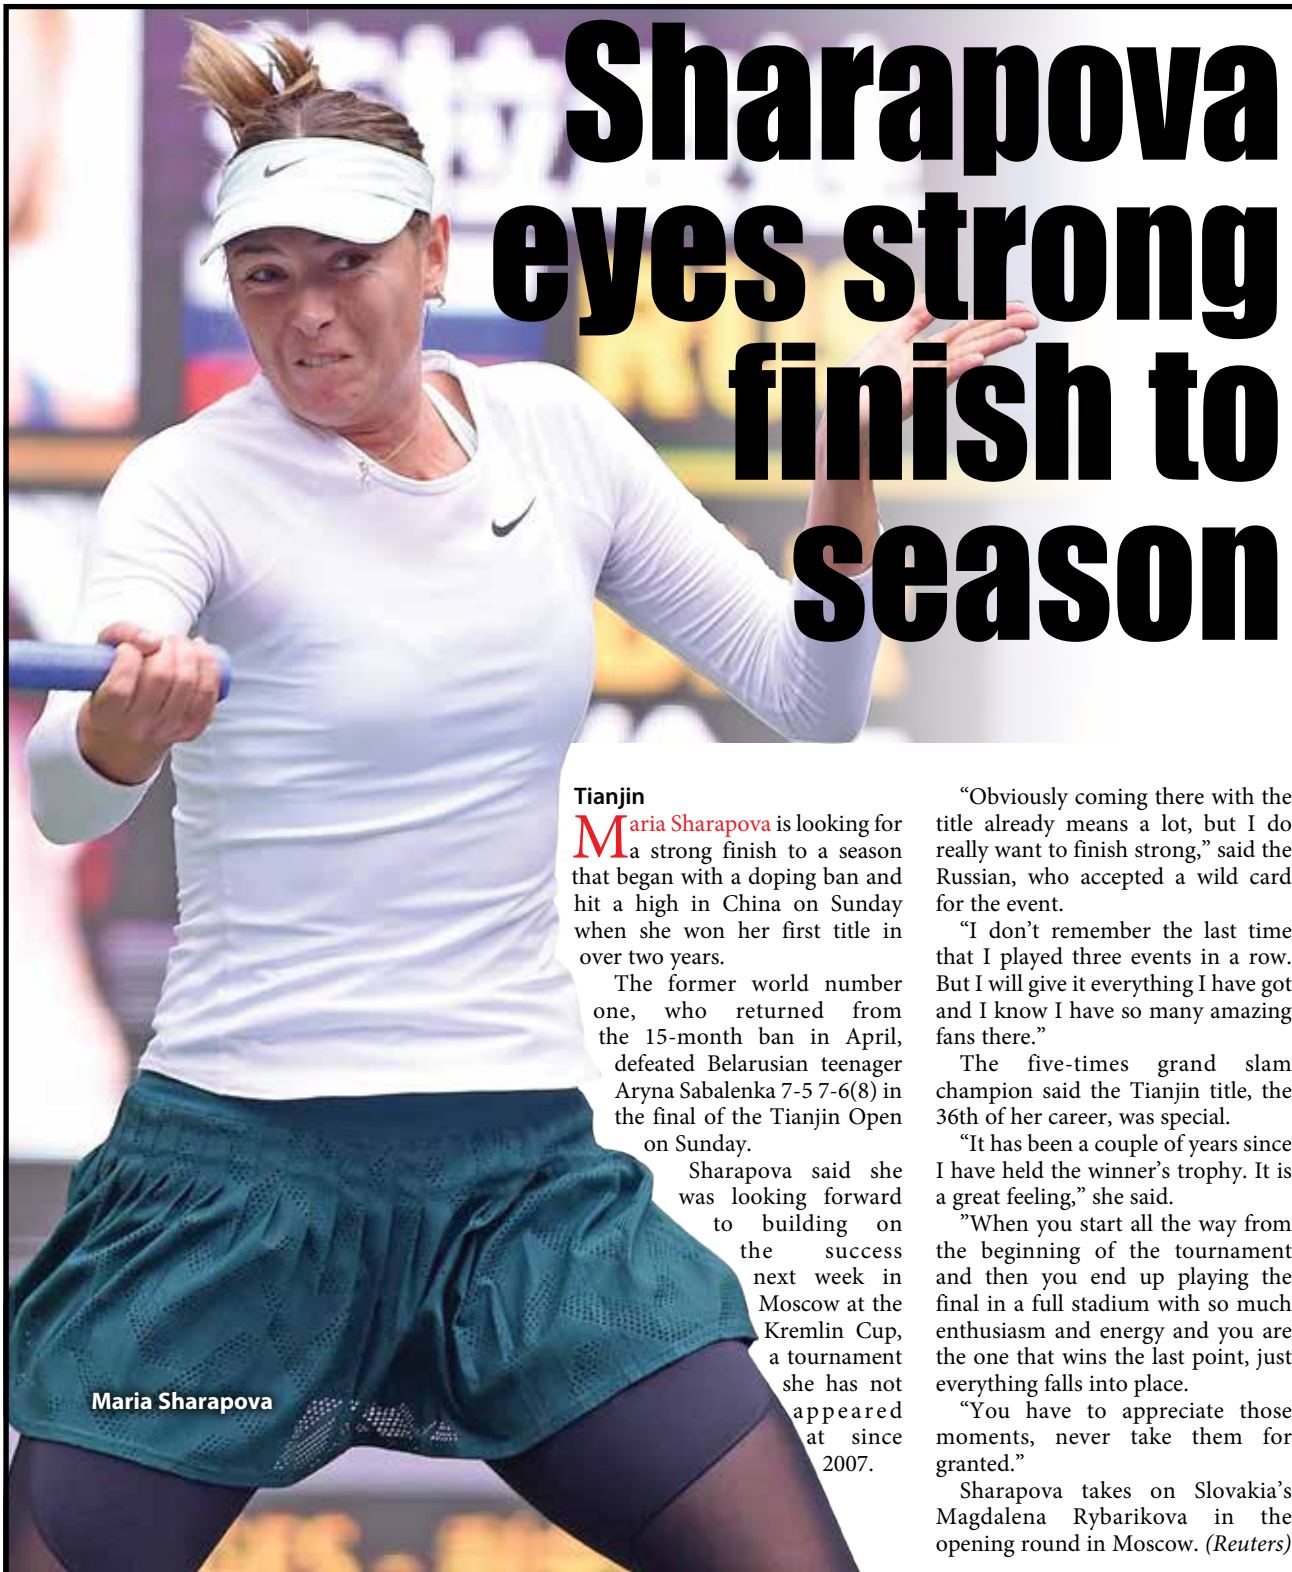 Sharapova
eyes strong
finish to
season
Tianjin
Maria Sharapova is looking for
a strong finish to a season
that began with a doping ban and
hit a high in China on Sunday
when she won her first title in
over two years.
The former world number
one, who returned from
the 15-month ban in April,
defeated Belarusian teenager
Aryna Sabalenka 7-5 7-6(8) in
the final of the Tianjin Open
on Sunday.
Sharapova said she
was looking forward
to building on
the success
next week in
Moscow at the
Kremlin Cup,
a tournament
she has not
appeared
at since
2007.
“Obviously coming there with the
title already means a lot, but I do
really want to finish strong,” said the
Russian, who accepted a wild card
for the event.
“I don’t remember the last time
that I played three events in a row.
But I will give it everything I have got
and I know I have so many amazing
fans there.”
The five-times grand slam
champion said the Tianjin title, the
36th of her career, was special.
“It has been a couple of years since
I have held the winner’s trophy. It is
a great feeling,” she said.
”When you start all the way from
the beginning of the tournament
and then you end up playing the
final in a full stadium with so much
enthusiasm and energy and you are
the one that wins the last point, just
everything falls into place.
“You have to appreciate those
moments, never take them for
granted.”
Sharapova takes on Slovakia’s
Magdalena Rybarikova in the
opening round in Moscow. (Reuters)
Maria Sharapova